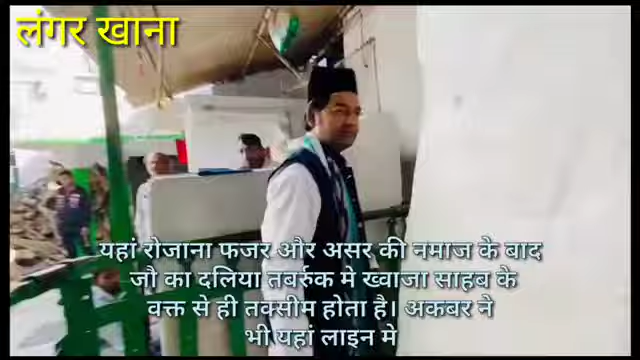 लंगर खाना
यहां रोजाना फजर और असर की नमाज के बाद
जौ का दलिया तबर्रुक मे ख्वाजा साहब के
वक्त से ही तक्सीम होता है। अकबर ने
भी यहां लाइन मे